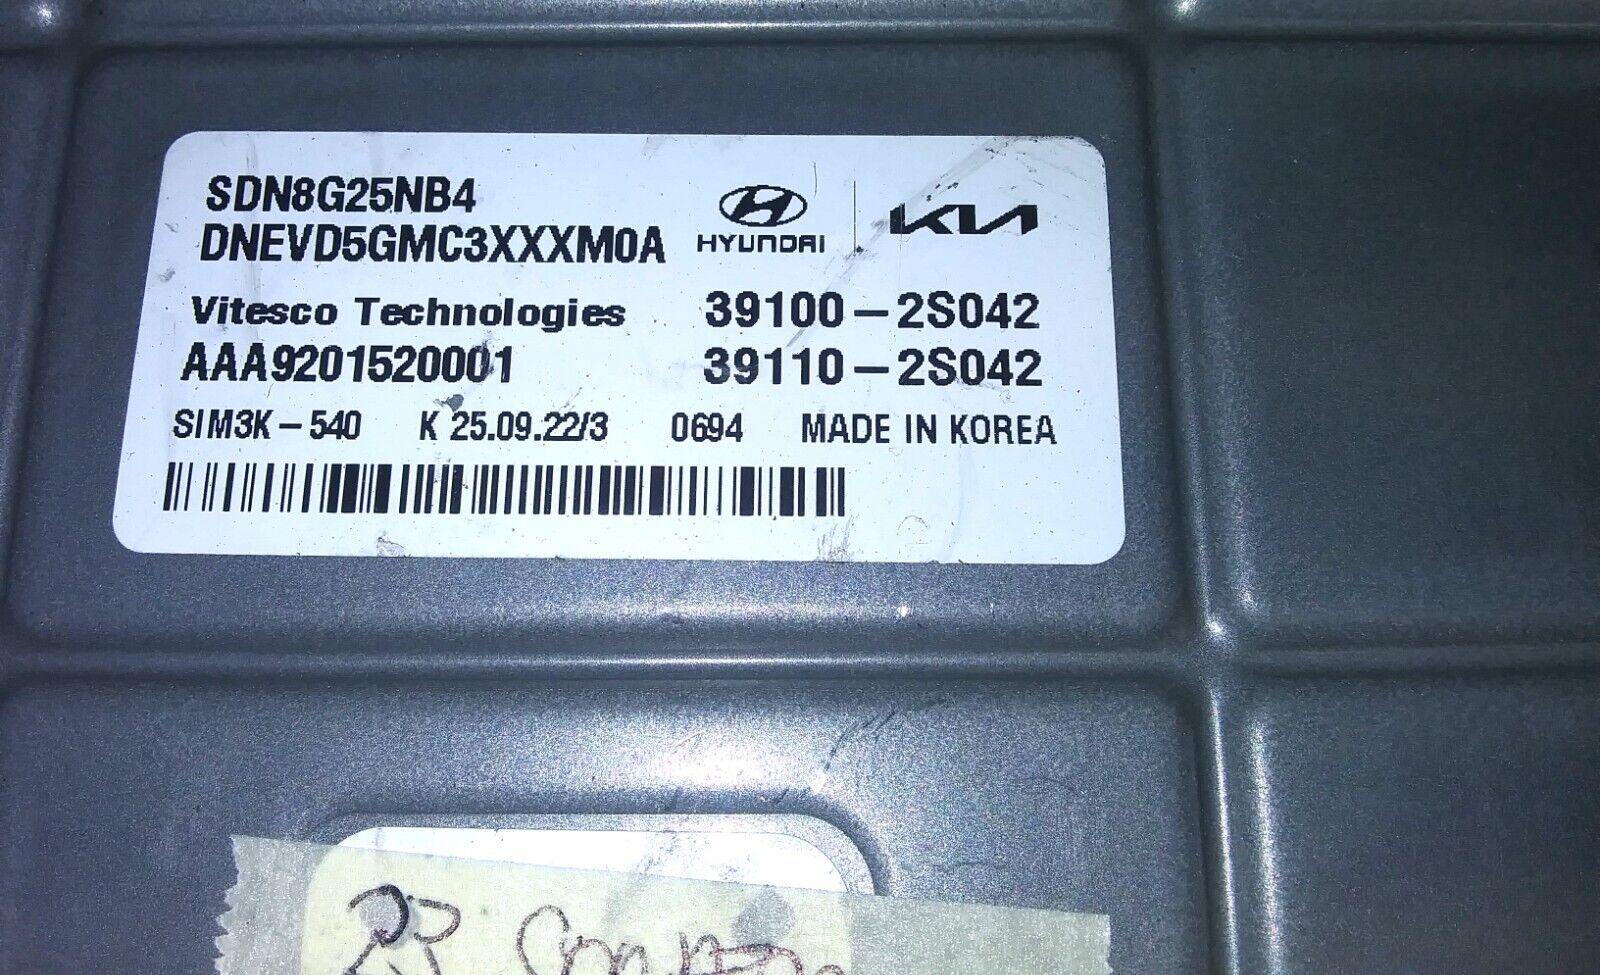 SDN8G25NB4
DNEVD5GMC3XXXM0A
HYUNDAI KIA
Vitesco Technologies 39100-2S042
AAA9201520001 39110-2S042
SIM3K-540 K 25.09.22/3 0694 MADE IN KOREA
23